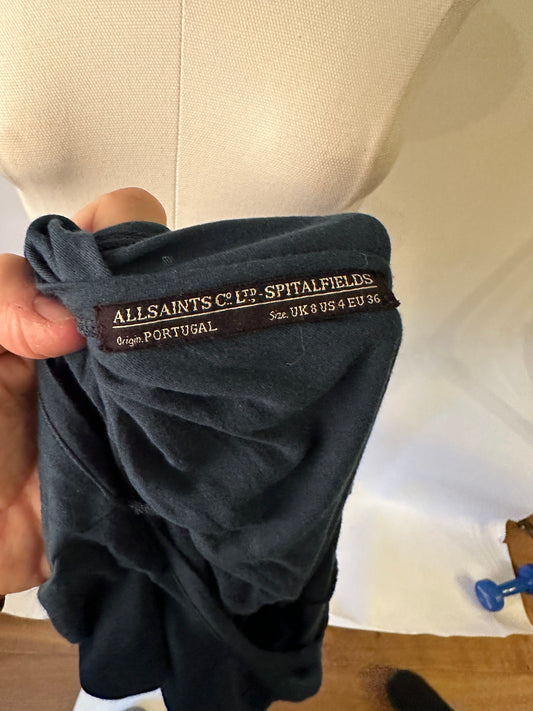 ALLSAINTS Cº. LTD,- SPITALFIELDS
Origin. PORTUGAL Size. UK 8 US 4 EU 36